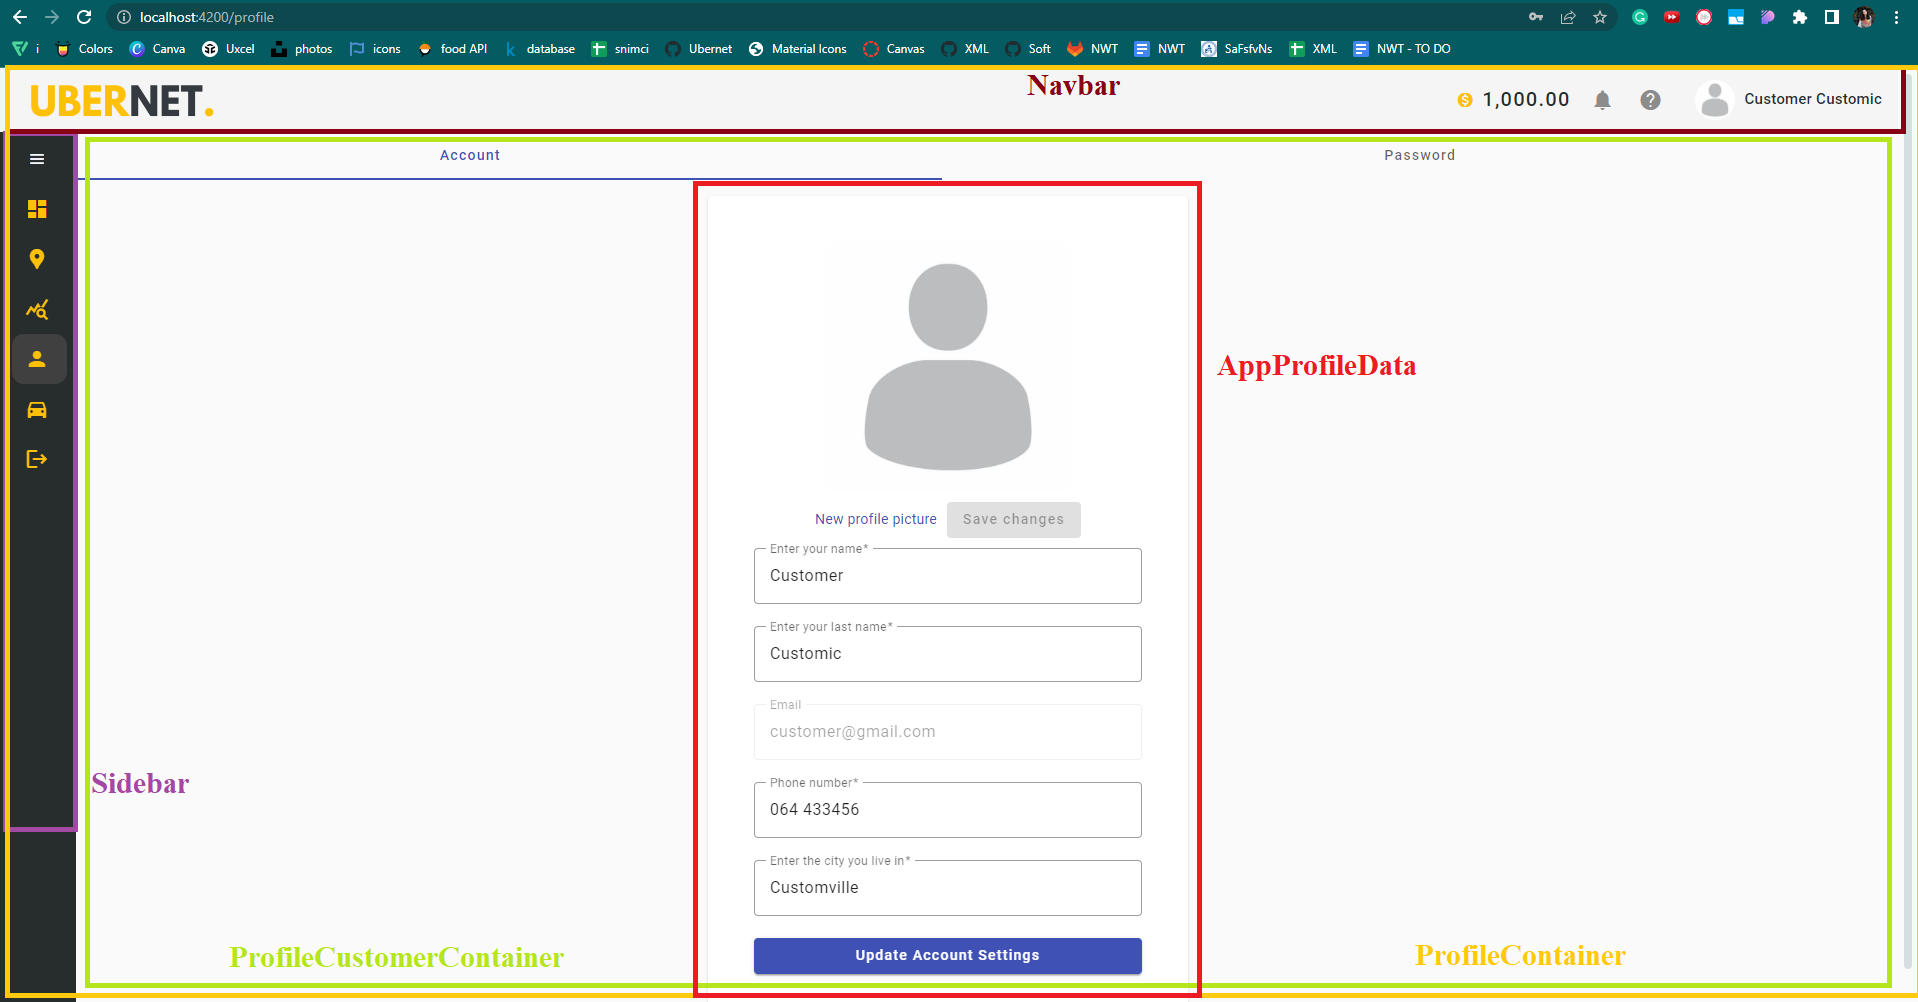 localhost:4200/profile
i Colors Canva Uxcel photos icons food API database snimci Ubernet Material Icons Canvas XML Soft NWT NWT SaFsfvNs XML NWT - TO DO
UBERNET. Navbar 1,000.00 Customer Customic
Account Password
AppProfileData
New profile picture Save changes
Enter your name*
Customer
Enter your last name*
Customic
Email
customer@gmail.com
Sidebar
Phone number*
064 433456
Enter the city you live in*
Customville
ProfileCustomerContainer Update Account Settings ProfileContainer